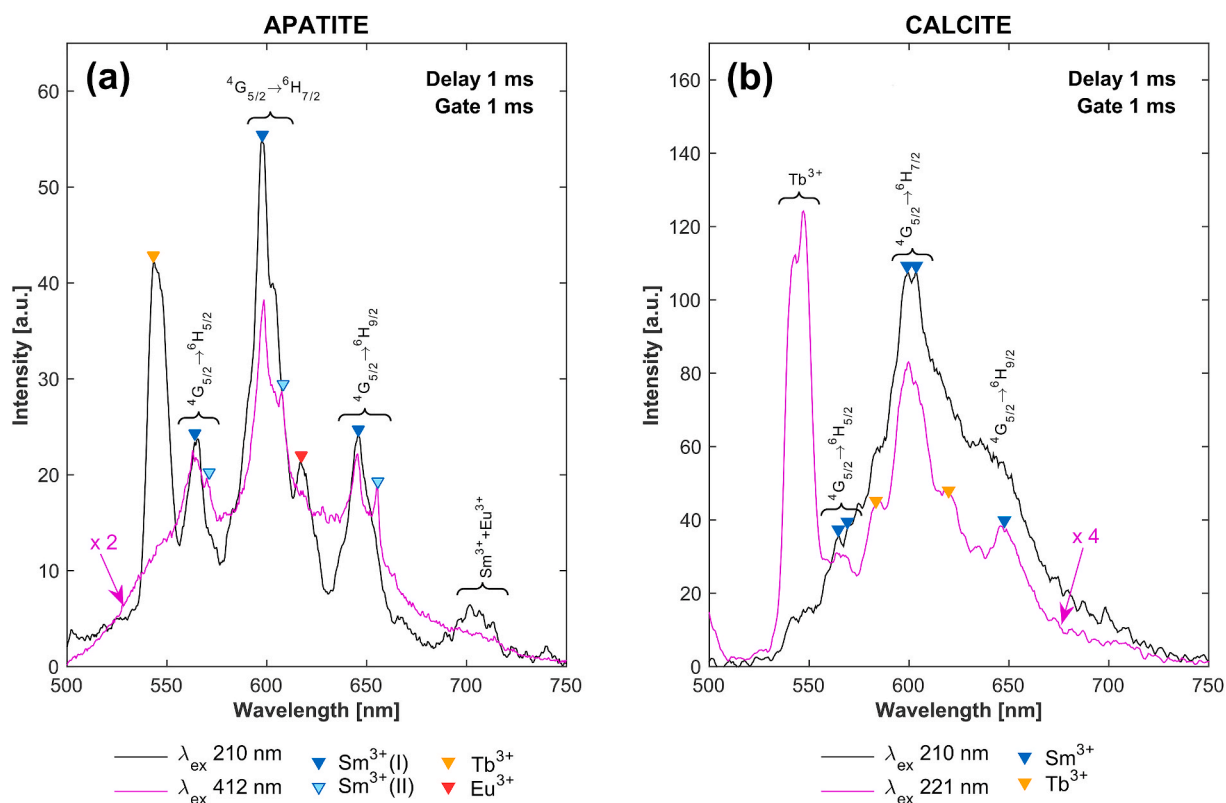 APATITE
(a)
Delay 1 ms
Gate 1 ms
⁴G₅/₂→⁶H₇/₂
⁴G₅/₂→⁶H₅/₂
⁴G₅/₂→⁶H₉/₂
Sm³⁺+Eu³⁺
x 2
Intensity [a.u.]
60
50
40
30
20
10
0
500 550 600 650 700 750
Wavelength [nm]
λex 210 nm
λex 412 nm
Sm³⁺(I)
Sm³⁺(II)
Tb³⁺
Eu³⁺
CALCITE
(b)
Delay 1 ms
Gate 1 ms
Tb³⁺
⁴G₅/₂→⁶H₇/₂
⁴G₅/₂→⁶H₅/₂
⁴G₅/₂→⁶H₉/₂
x 4
Intensity [a.u.]
160
140
120
100
80
60
40
20
0
500 550 600 650 700 750
Wavelength [nm]
λex 210 nm
λex 221 nm
Sm³⁺
Tb³⁺